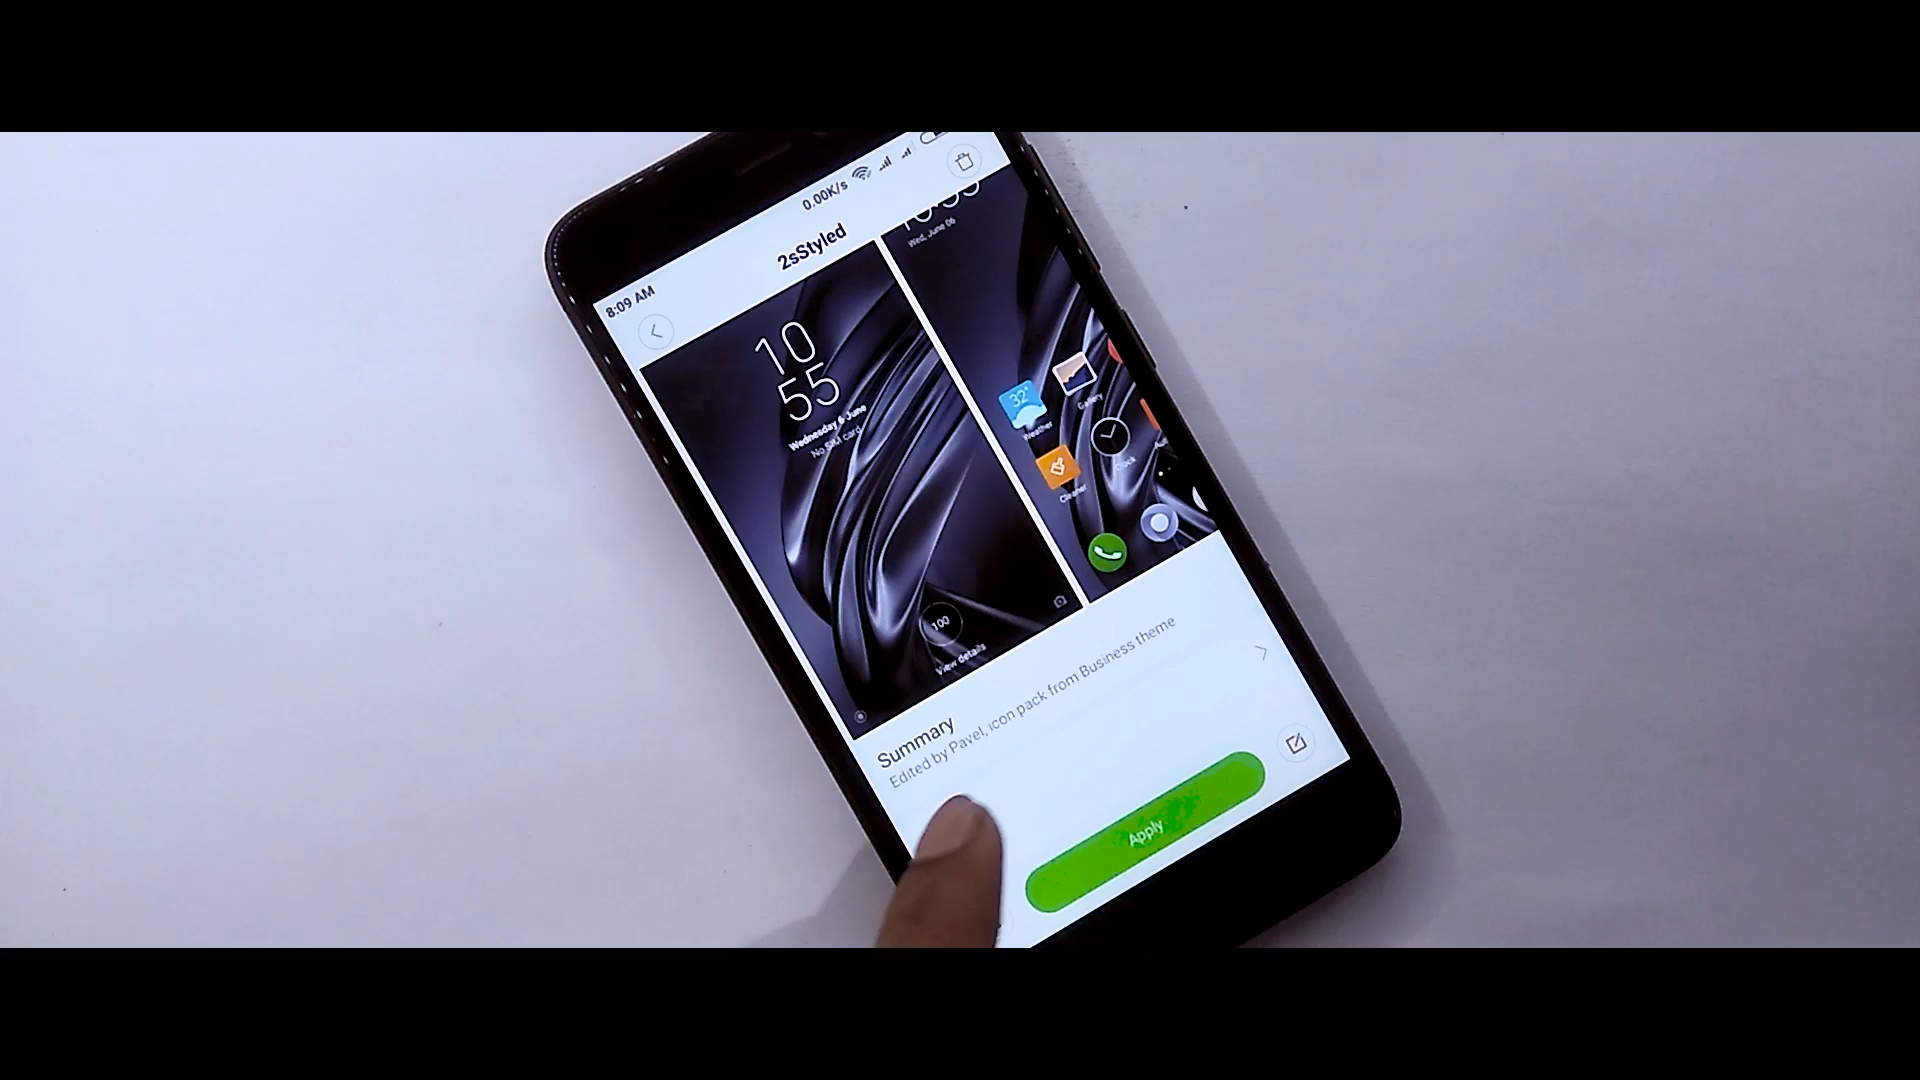 8:09 AM
0.00K/s
2sStyled
10
55
Wednesday 6 June
No SIM card
100
View details
Wed, June 06
32°
Weather
Gallery
Cleaner
Clock
Summary
Edited by Pavel, icon pack from Business theme
Apply